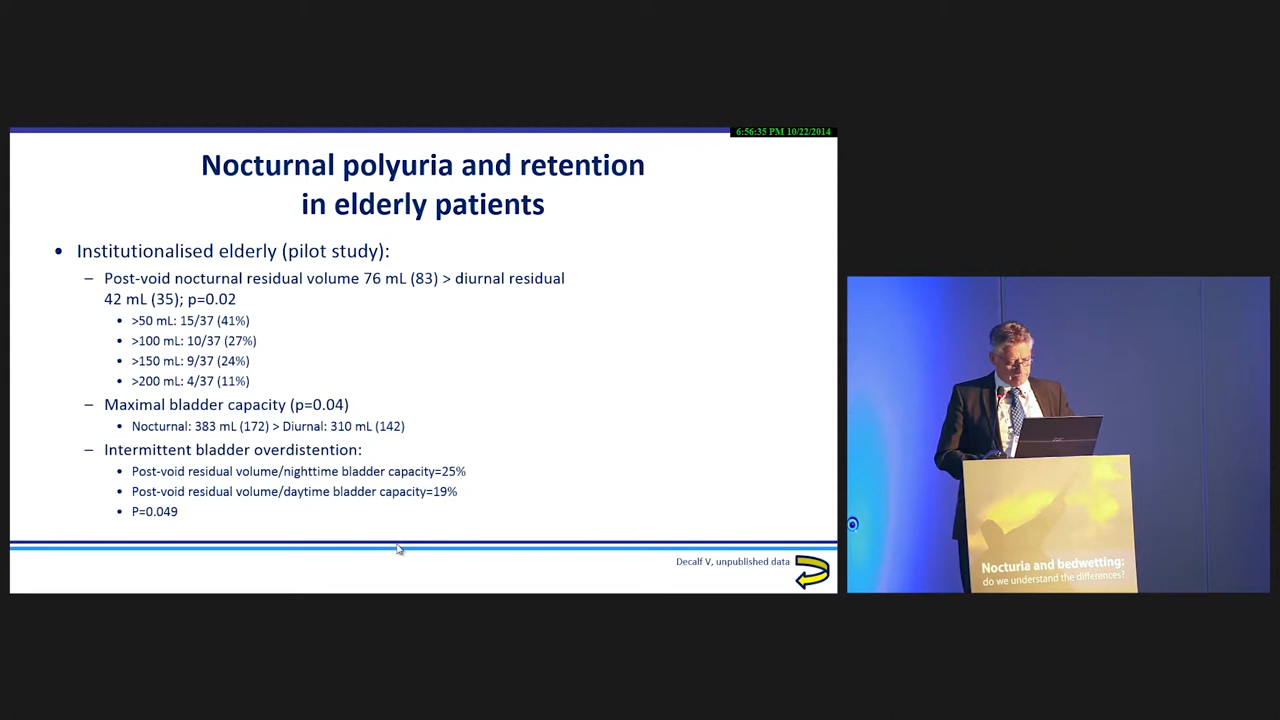 6:56:35 PM 10/22/2014
Nocturnal polyuria and retention
in elderly patients
• Institutionalised elderly (pilot study):
– Post-void nocturnal residual volume 76 mL (83) > diurnal residual
42 mL (35); p=0.02
• >50 mL: 15/37 (41%)
• >100 mL: 10/37 (27%)
• >150 mL: 9/37 (24%)
• >200 mL: 4/37 (11%)
– Maximal bladder capacity (p=0.04)
• Nocturnal: 383 mL (172) > Diurnal: 310 mL (142)
– Intermittent bladder overdistention:
• Post-void residual volume/nighttime bladder capacity=25%
• Post-void residual volume/daytime bladder capacity=19%
• P=0.049
Decalf V, unpublished data
Nocturia and bedwetting:
do we understand the differences?